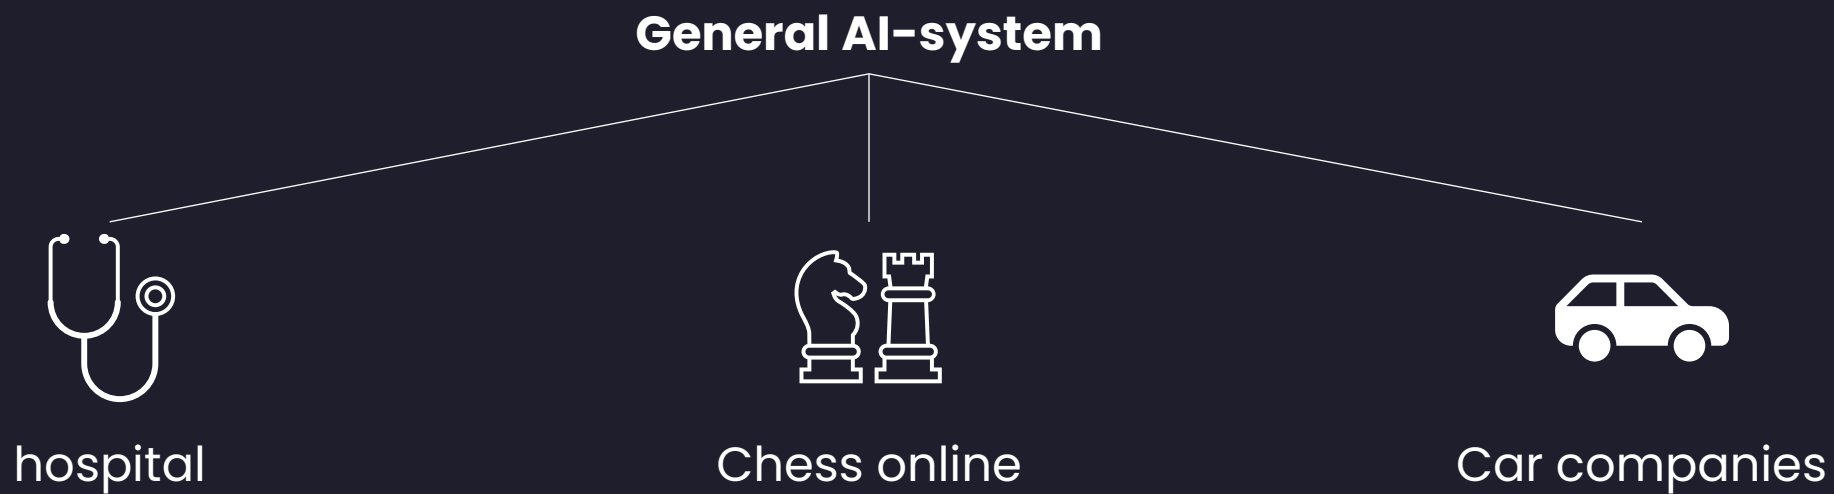 General AI-system
hospital
Chess online
Car companies